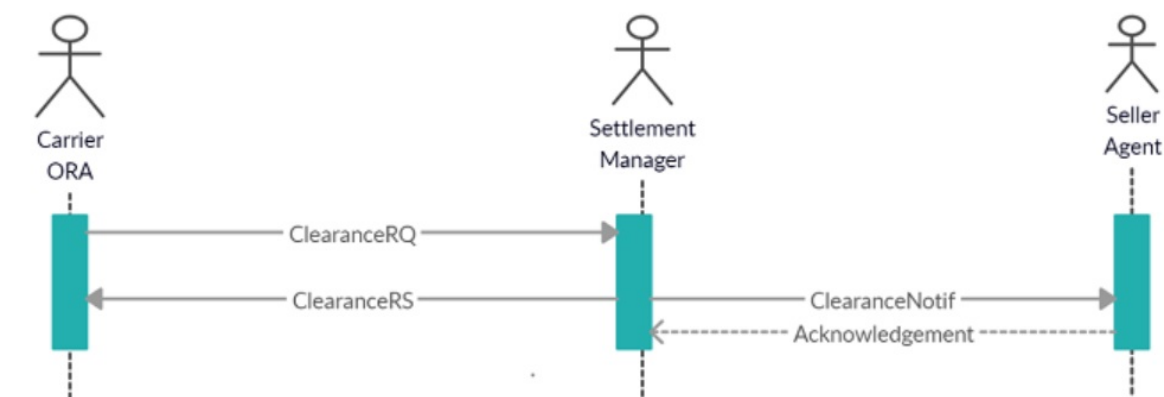 Carrier
ORA
Settlement
Manager
Seller
Agent
ClearanceRQ
ClearanceRS
ClearanceNotif
Acknowledgement